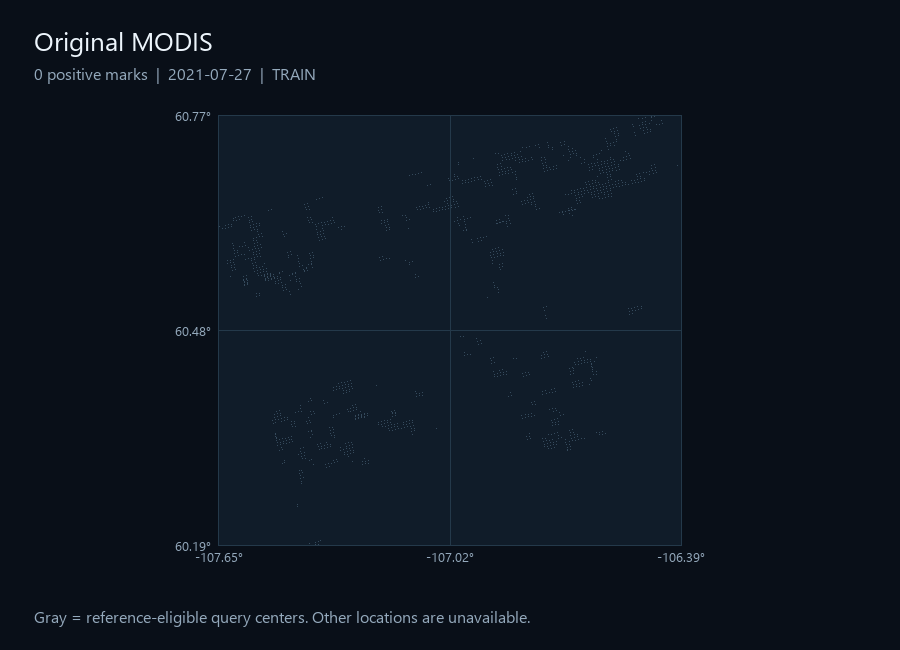 Original MODIS
0 positive marks | 2021-07-27 | TRAIN
60.77°
60.48°
60.19°
-107.65°
-107.02°
-106.39°
Gray = reference-eligible query centers. Other locations are unavailable.